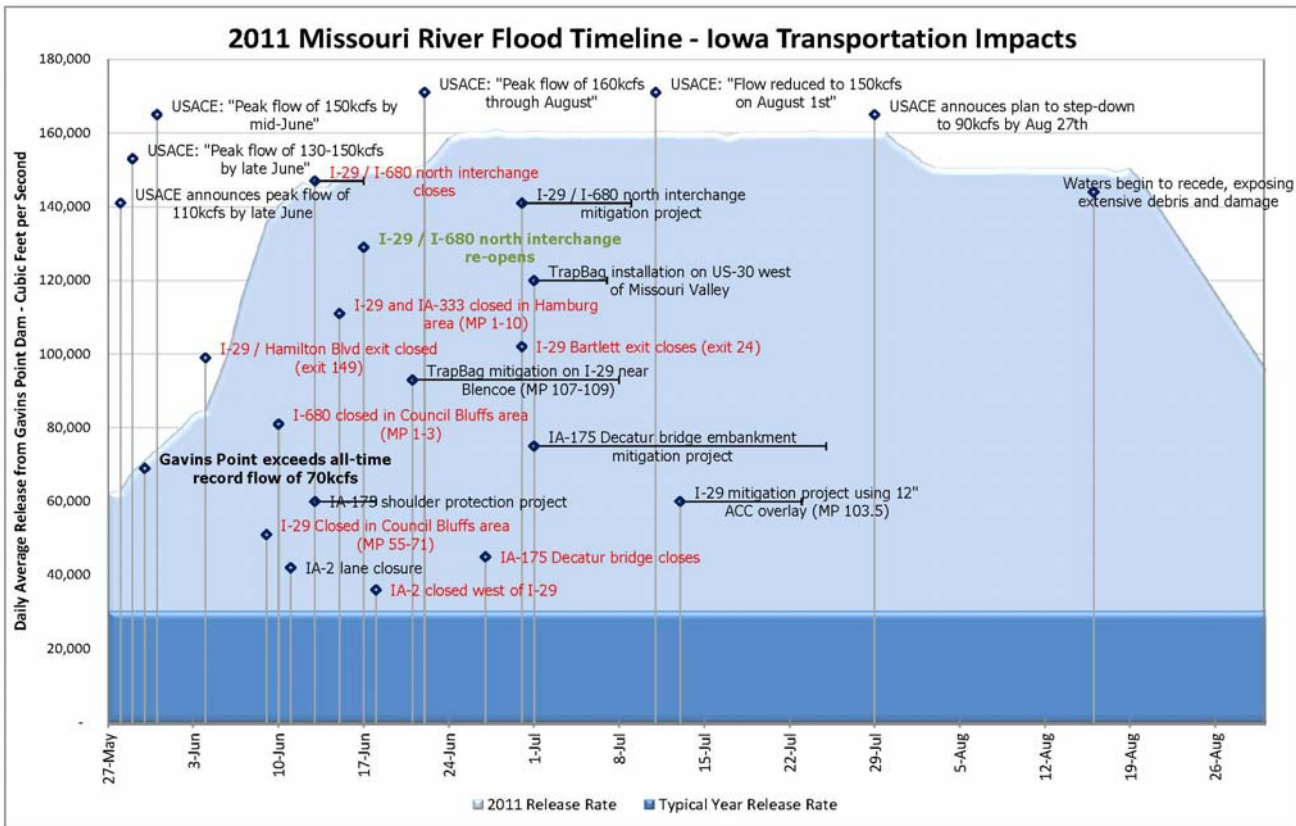 2011 Missouri River Flood Timeline - Iowa Transportation Impacts
Daily Average Release from Gavins Point Dam - Cubic Feet per Second
180,000
160,000
140,000
120,000
100,000
80,000
60,000
40,000
20,000
-
USACE: "Peak flow of 150kcfs by
mid-June"
USACE: "Peak flow of 130-150kcfs
by late June"
USACE announces peak flow of
110kcfs by late June
USACE: "Peak flow of 160kcfs
through August"
USACE: "Flow reduced to 150kcfs
on August 1st"
USACE annouces plan to step-down
to 90kcfs by Aug 27th
I-29 / I-680 north interchange
closes
I-29 / I-680 north interchange
mitigation project
Waters begin to recede, exposing
extensive debris and damage
I-29 / I-680 north interchange
re-opens
TrapBag installation on US-30 west
of Missouri Valley
I-29 and IA-333 closed in Hamburg
area (MP 1-10)
I-29 / Hamilton Blvd exit closed
(exit 149)
I-29 Bartlett exit closes (exit 24)
TrapBag mitigation on I-29 near
Blencoe (MP 107-109)
I-680 closed in Council Bluffs area
(MP 1-3)
IA-175 Decatur bridge embankment
mitigation project
Gavins Point exceeds all-time
record flow of 70kcfs
IA-175 shoulder protection project
I-29 mitigation project using 12"
ACC overlay (MP 103.5)
I-29 Closed in Council Bluffs area
(MP 55-71)
IA-2 lane closure
IA-175 Decatur bridge closes
IA-2 closed west of I-29
27-May
3-Jun
10-Jun
17-Jun
24-Jun
1-Jul
8-Jul
15-Jul
22-Jul
29-Jul
5-Aug
12-Aug
19-Aug
26-Aug
2011 Release Rate
Typical Year Release Rate